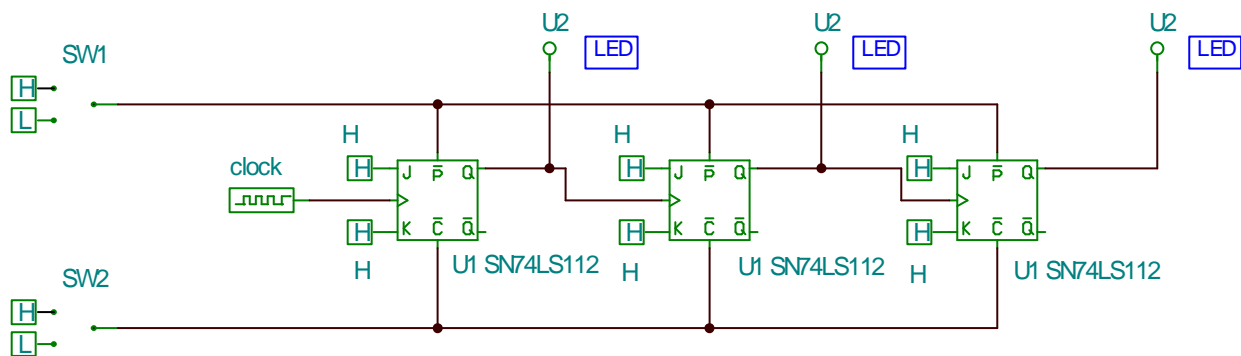 U2
LED
U2
LED
U2
LED
SW1
H
L
clock
H
H
J P̅ Q
K C̅ Q̅
H
H
U1 SN74LS112
H
H
J P̅ Q
K C̅ Q̅
H
H
U1 SN74LS112
H
H
J P̅ Q
K C̅ Q̅
H
H
U1 SN74LS112
SW2
H
L